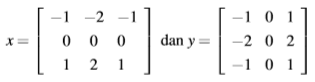 x = [ -1 -2 -1 ] dan y = [ -1 0 1 ]
[ 0 0 0 ] [ -2 0 2 ]
[ 1 2 1 ] [ -1 0 1 ]